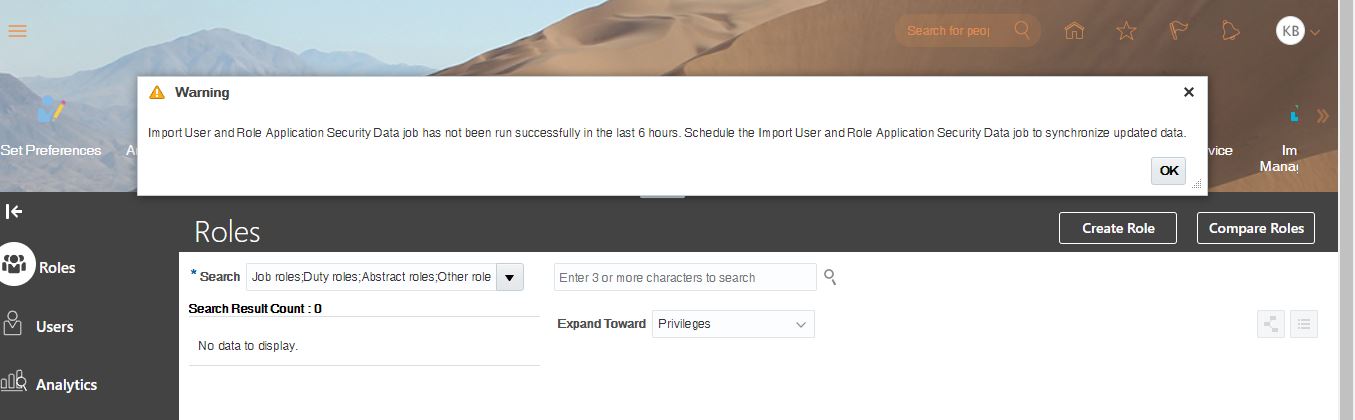 Search for peop
KB
Warning
Import User and Role Application Security Data job has not been run successfully in the last 6 hours. Schedule the Import User and Role Application Security Data job to synchronize updated data.
OK
Set Preferences
vice
Im
Manag
Roles
Create Role
Compare Roles
Roles
Users
Analytics
* Search
Job roles;Duty roles;Abstract roles;Other role
Enter 3 or more characters to search
Search Result Count : 0
Expand Toward
Privileges
No data to display.